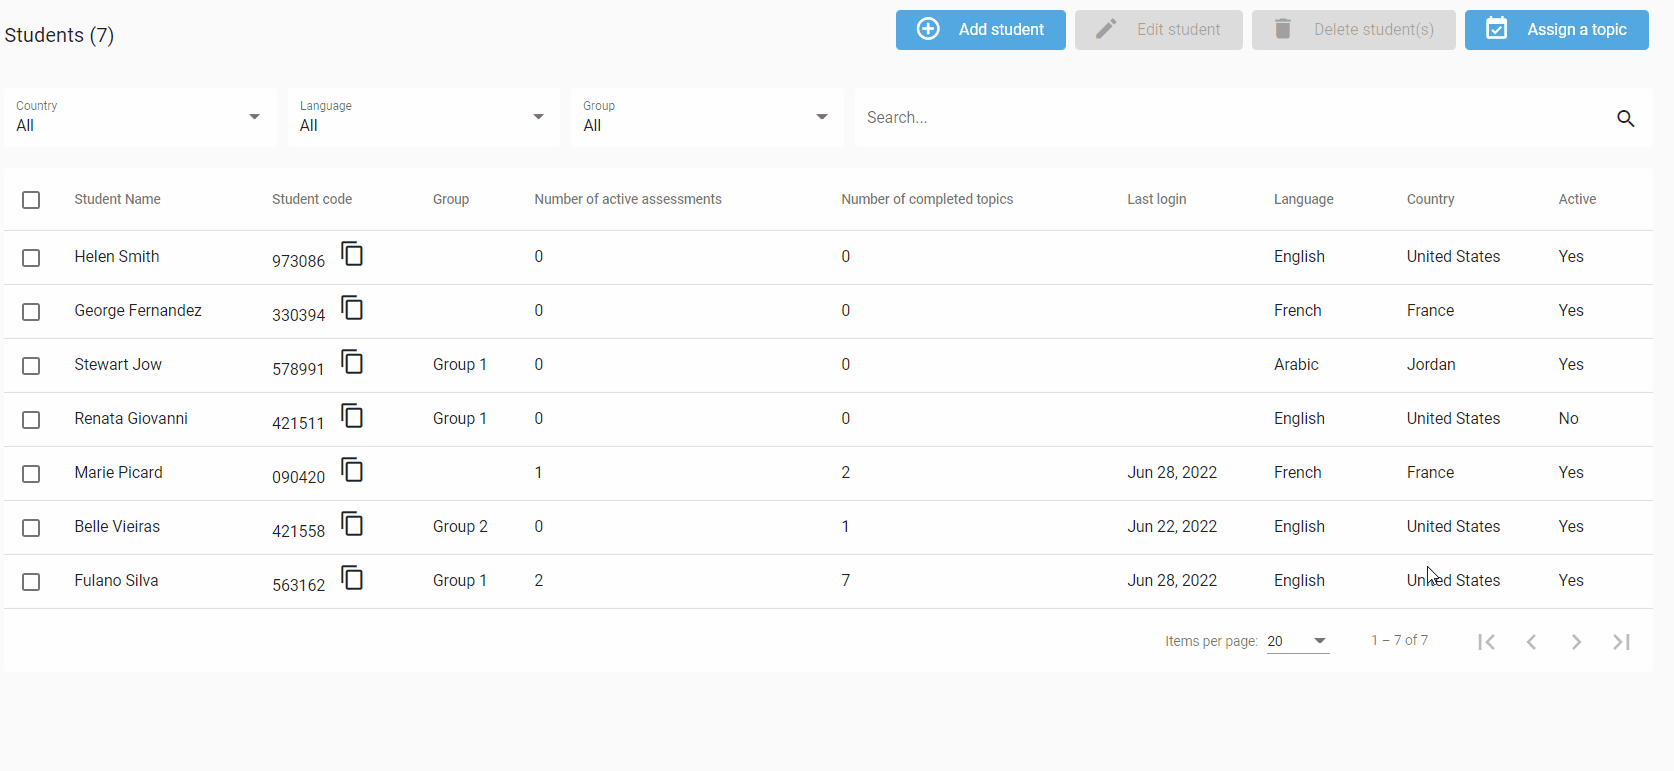 Students (7)
Add student
Edit student
Delete student(s)
Assign a topic
Country
All
Language
All
Group
All
Search...
Student Name Student code Group Number of active assessments Number of completed topics Last login Language Country Active
Helen Smith 973086 0 0 English United States Yes
George Fernandez 330394 0 0 French France Yes
Stewart Jow 578991 Group 1 0 0 Arabic Jordan Yes
Renata Giovanni 421511 Group 1 0 0 English United States No
Marie Picard 090420 1 2 Jun 28, 2022 French France Yes
Belle Vieiras 421558 Group 2 0 1 Jun 22, 2022 English United States Yes
Fulano Silva 563162 Group 1 2 7 Jun 28, 2022 English United States Yes
Items per page: 20 1 – 7 of 7